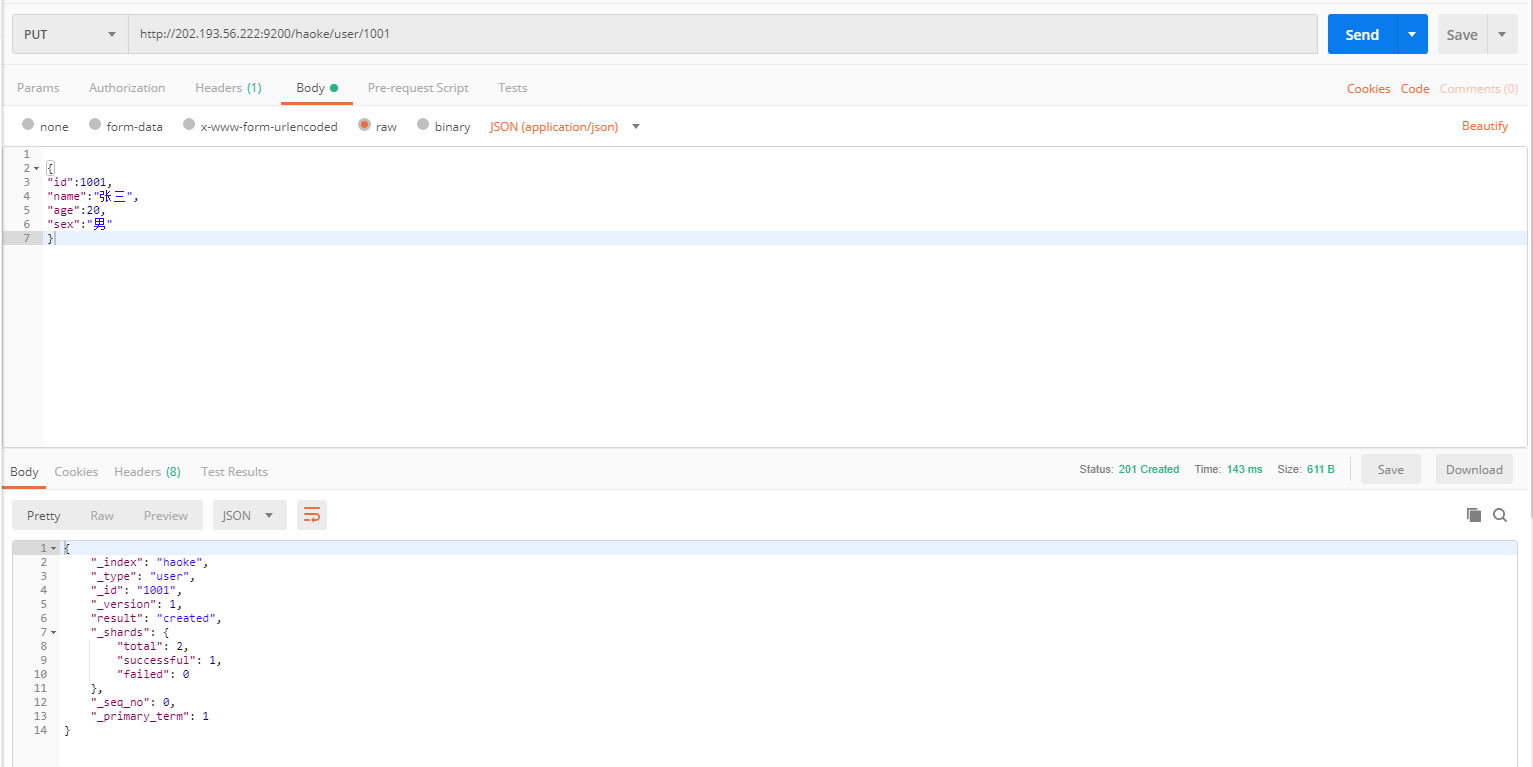 PUT http://202.193.56.222:9200/haoke/user/1001 Send Save
Params Authorization Headers (1) Body Pre-request Script Tests Cookies Code Comments (0)
none form-data x-www-form-urlencoded raw binary JSON (application/json) Beautify
1
2 {
3 "id":1001,
4 "name":"张三",
5 "age":20,
6 "sex":"男"
7 }
Body Cookies Headers (8) Test Results Status: 201 Created Time: 143 ms Size: 611 B Save Download
Pretty Raw Preview JSON
1 {
2 "_index": "haoke",
3 "_type": "user",
4 "_id": "1001",
5 "_version": 1,
6 "result": "created",
7 "_shards": {
8 "total": 2,
9 "successful": 1,
10 "failed": 0
11 },
12 "_seq_no": 0,
13 "_primary_term": 1
14 }